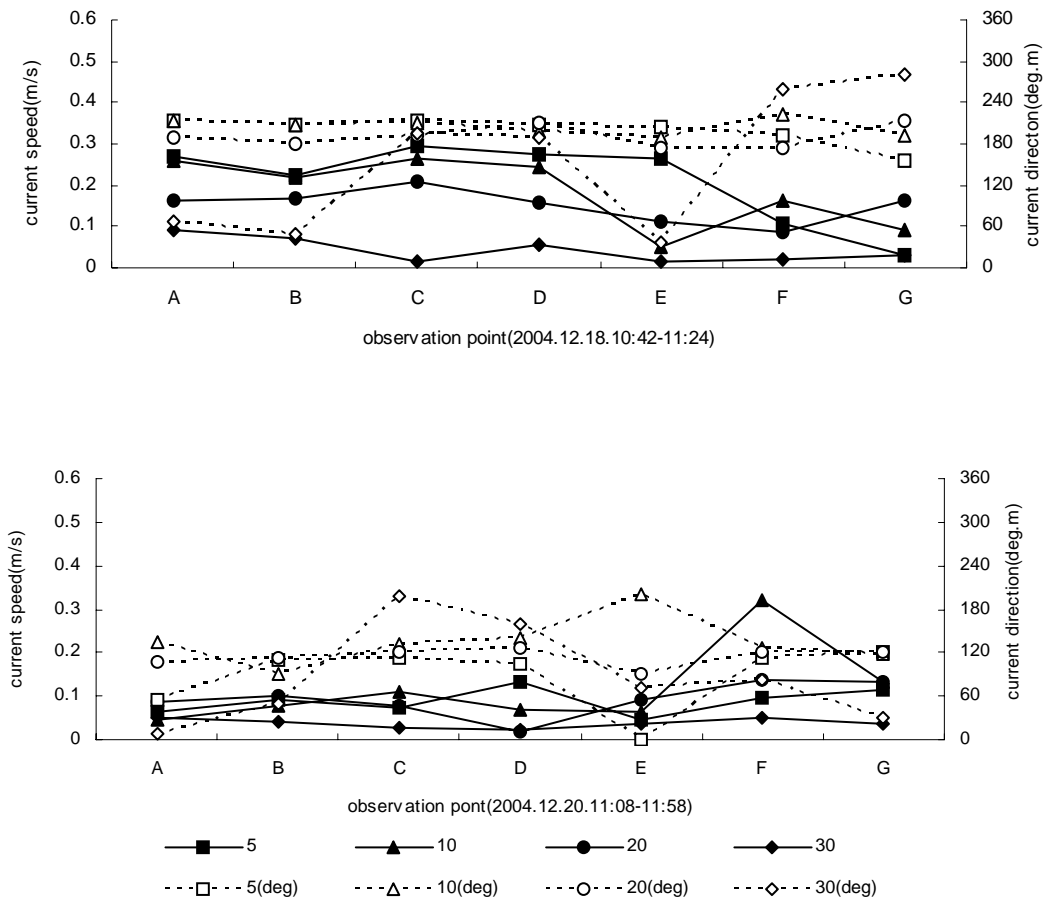 0.6
0.5
0.4
0.3
0.2
0.1
0
current speed(m/s)
360
300
240
180
120
60
0
current direction(deg.m)
A B C D E F G
observation point(2004.12.18.10:42-11:24)
0.6
0.5
0.4
0.3
0.2
0.1
0
current speed(m/s)
360
300
240
180
120
60
0
current direction(deg.m)
A B C D E F G
observation pont(2004.12.20.11:08-11:58)
5 10 20 30
5(deg) 10(deg) 20(deg) 30(deg)